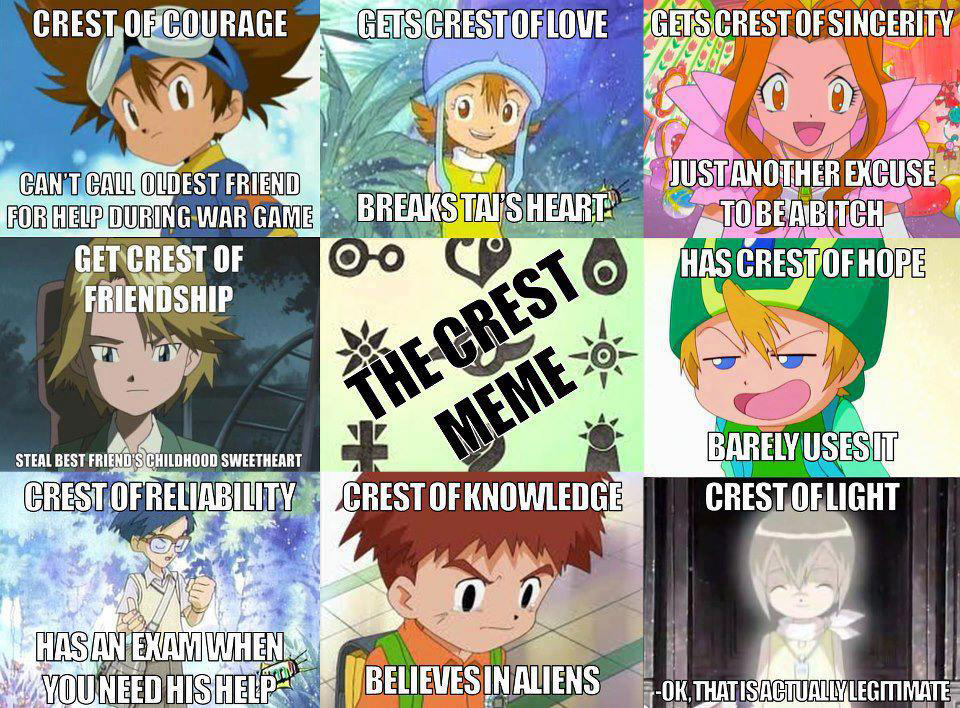 CREST OF COURAGE
CAN'T CALL OLDEST FRIEND
FOR HELP DURING WAR GAME
GETS CREST OF LOVE
BREAKS TAI'S HEART
GETS CREST OF SINCERITY
JUST ANOTHER EXCUSE
TO BE A BITCH
GET CREST OF
FRIENDSHIP
STEAL BEST FRIEND'S CHILDHOOD SWEETHEART
THE CREST
MEME
HAS CREST OF HOPE
BARELY USES IT
CREST OF RELIABILITY
HAS AN EXAM WHEN
YOU NEED HIS HELP
CREST OF KNOWLEDGE
BELIEVES IN ALIENS
CREST OF LIGHT
-OK, THAT IS ACTUALLY LEGITIMATE